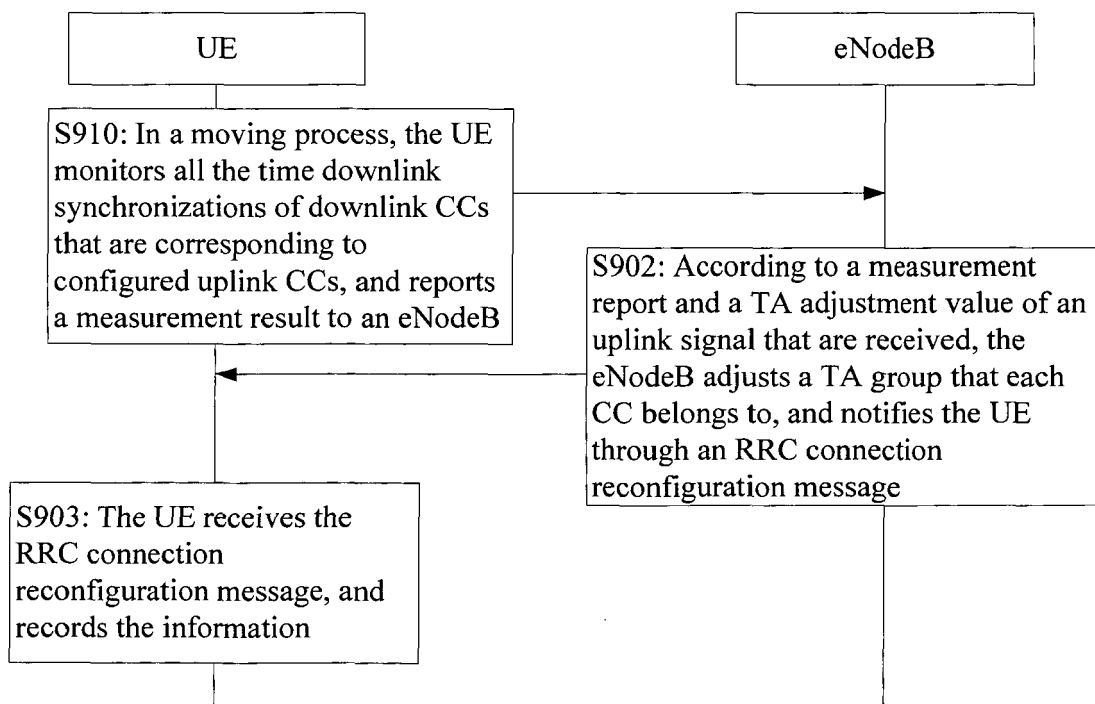 UE
eNodeB
S910: In a moving process, the UE
monitors all the time downlink
synchronizations of downlink CCs
that are corresponding to
configured uplink CCs, and reports
a measurement result to an eNodeB
S902: According to a measurement
report and a TA adjustment value of an
uplink signal that are received, the
eNodeB adjusts a TA group that each
CC belongs to, and notifies the UE
through an RRC connection
reconfiguration message
S903: The UE receives the
RRC connection
reconfiguration message, and
records the information